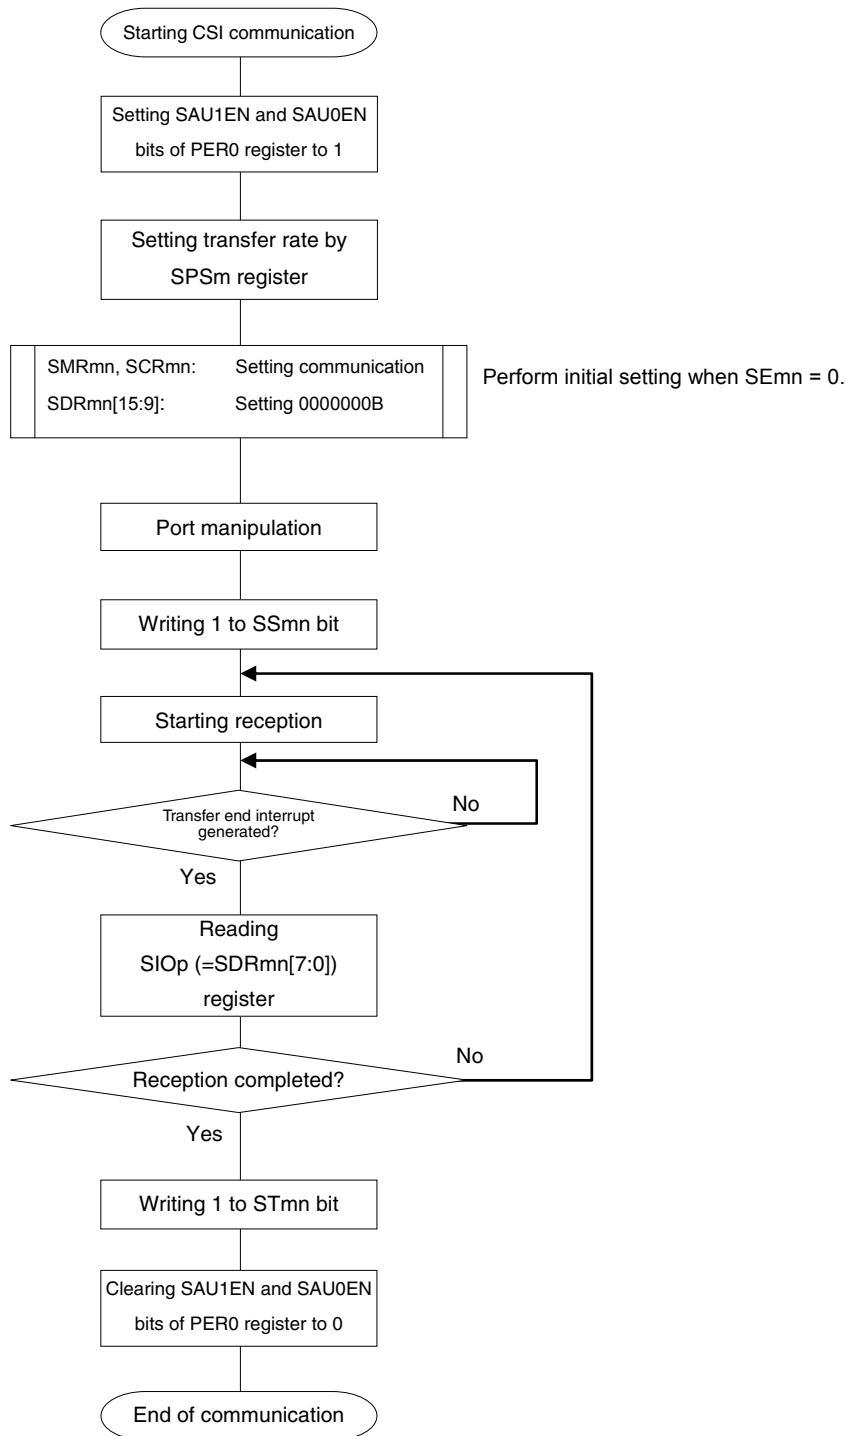 Starting CSI communication
Setting SAU1EN and SAU0EN
bits of PER0 register to 1
Setting transfer rate by
SPSm register
SMRmn, SCRmn: Setting communication
SDRmn[15:9]: Setting 0000000B
Perform initial setting when SEmn = 0.
Port manipulation
Writing 1 to SSmn bit
Starting reception
Transfer end interrupt
generated?
No
Yes
Reading
SIOp (=SDRmn[7:0])
register
Reception completed?
No
Yes
Writing 1 to STmn bit
Clearing SAU1EN and SAU0EN
bits of PER0 register to 0
End of communication